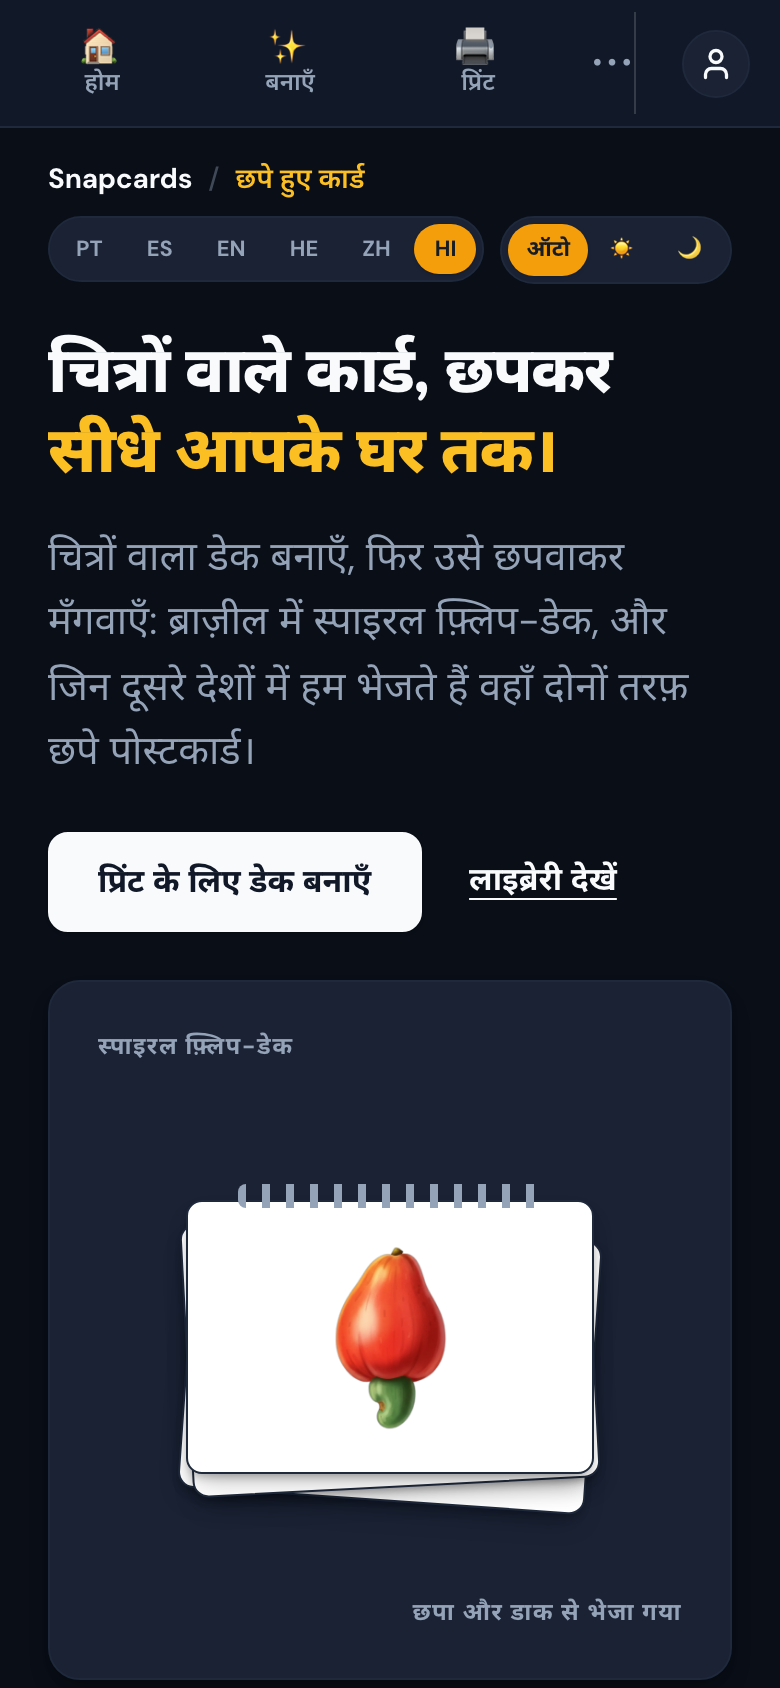 होम
बनाएँ
प्रिंट
Snapcards / छपे हुए कार्ड
PT ES EN HE ZH HI ऑटो
चित्रों वाले कार्ड, छपकर
सीधे आपके घर तक।
चित्रों वाला डेक बनाएँ, फिर उसे छपवाकर
मँगवाएँ: ब्राज़ील में स्पाइरल फ़्लिप-डेक, और
जिन दूसरे देशों में हम भेजते हैं वहाँ दोनों तरफ़
छपे पोस्टकार्ड।
प्रिंट के लिए डेक बनाएँ
लाइब्रेरी देखें
स्पाइरल फ़्लिप-डेक
छपा और डाक से भेजा गया